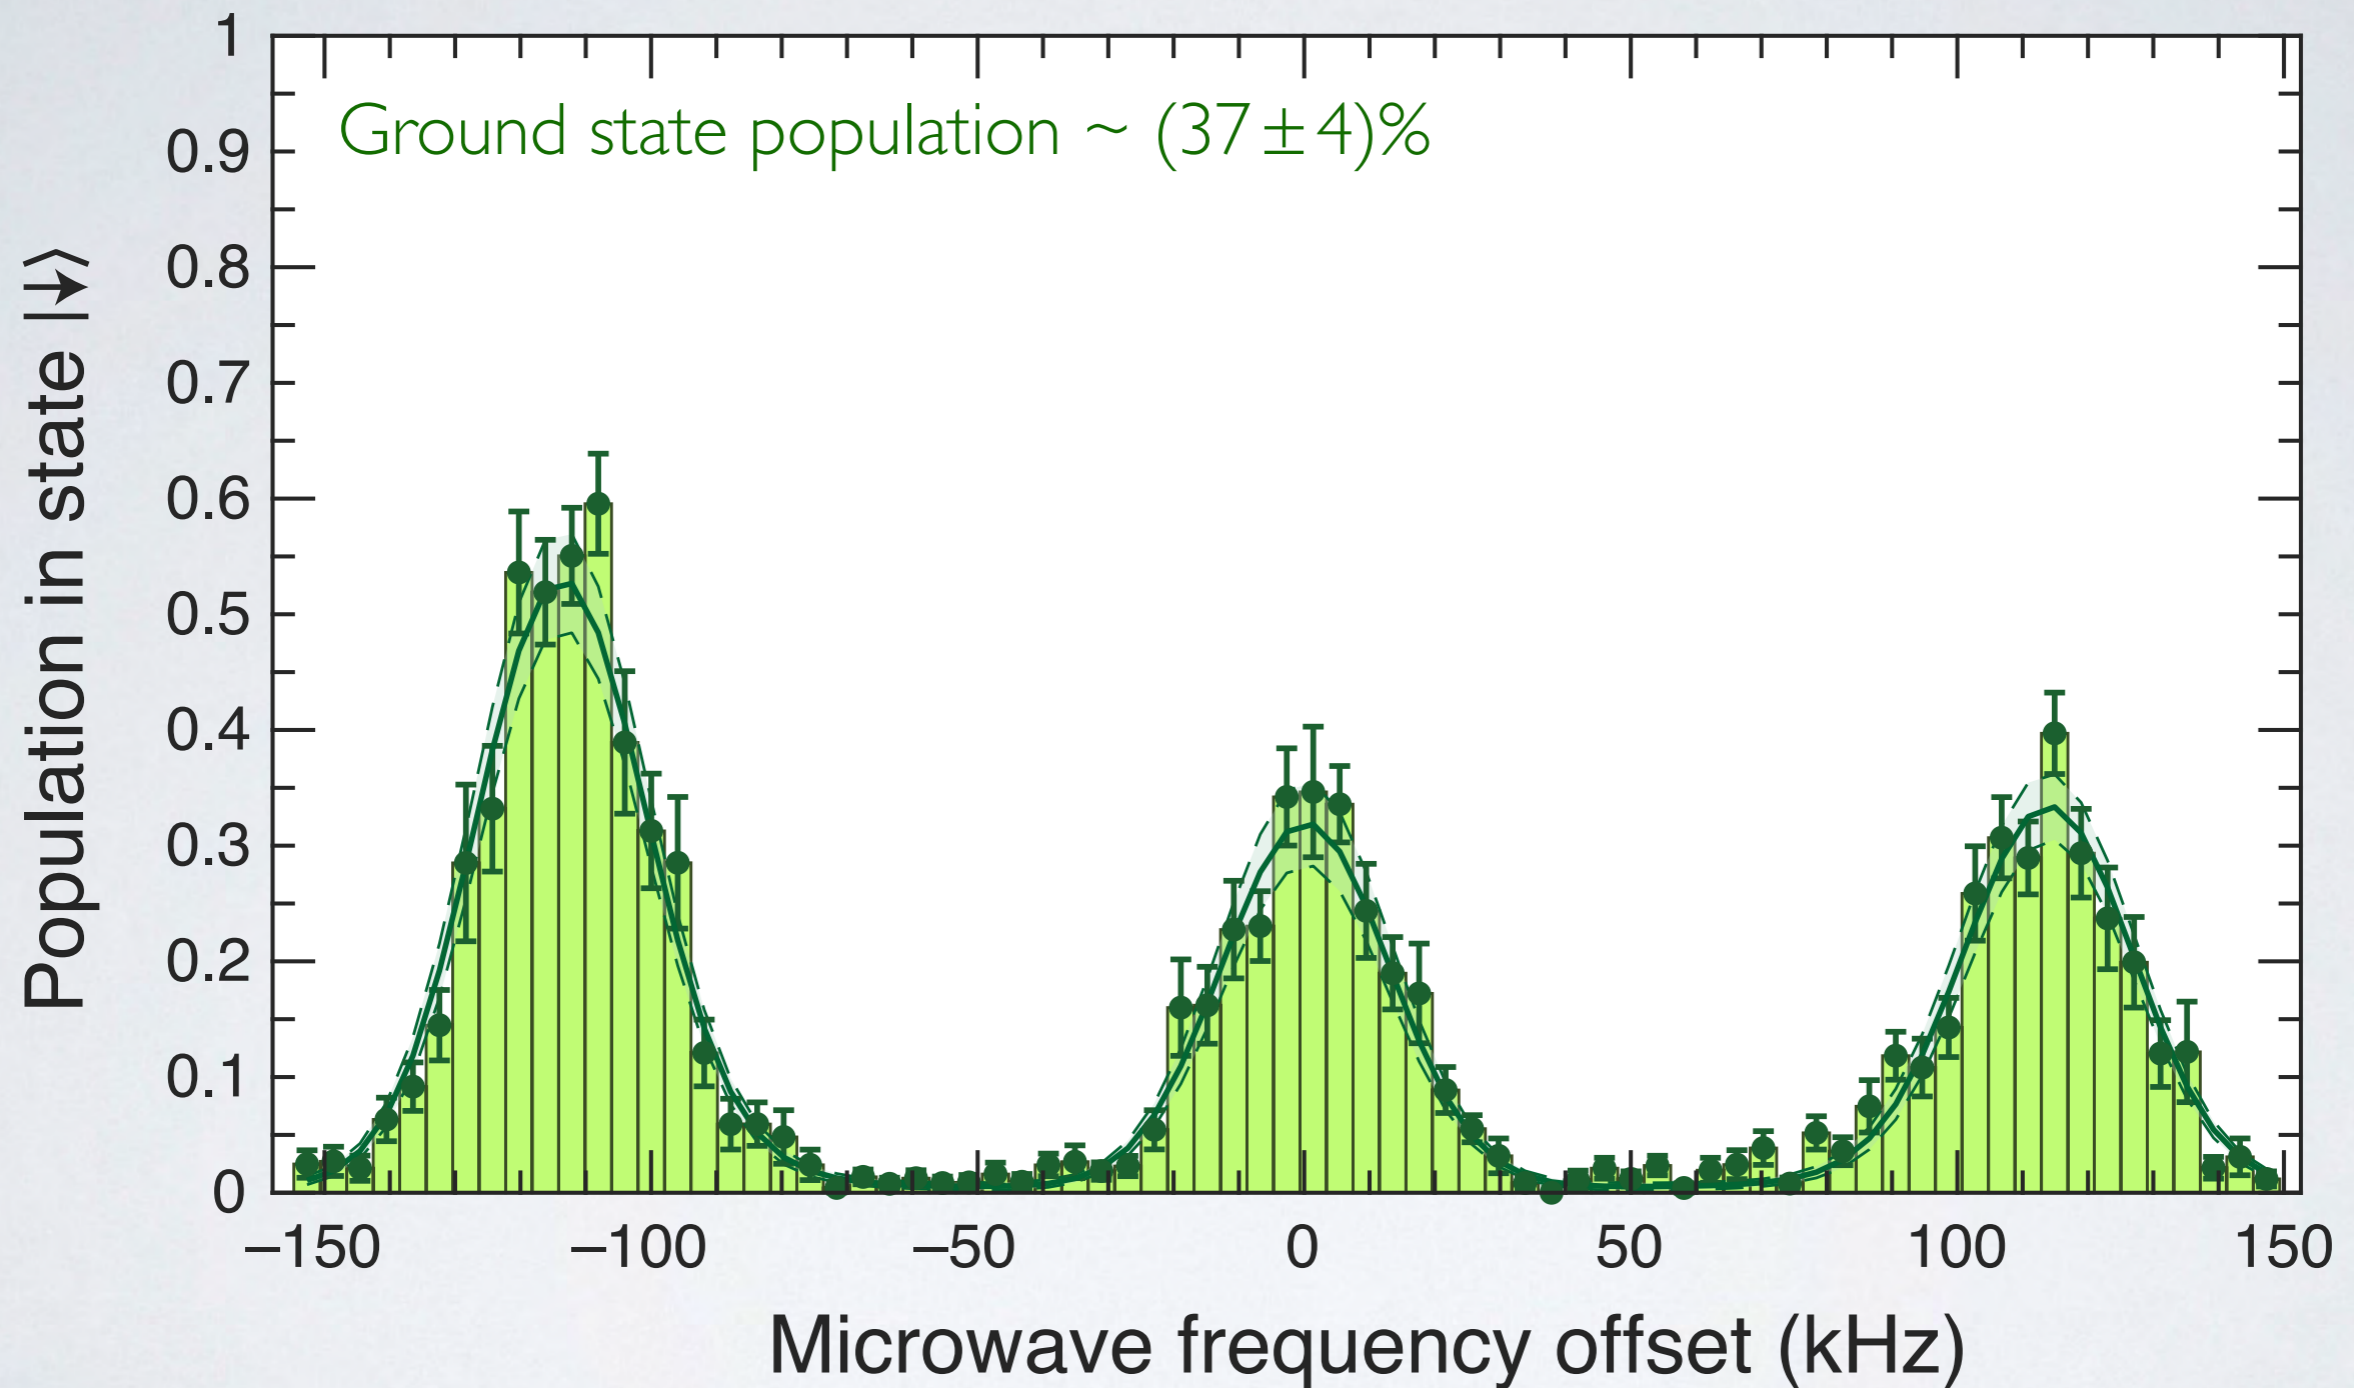 Ground state population ~ (37±4)%
1
0.9
0.8
0.7
0.6
0.5
0.4
0.3
0.2
0.1
0
Population in state |↓⟩
–150 –100 –50 0 50 100 150
Microwave frequency offset (kHz)